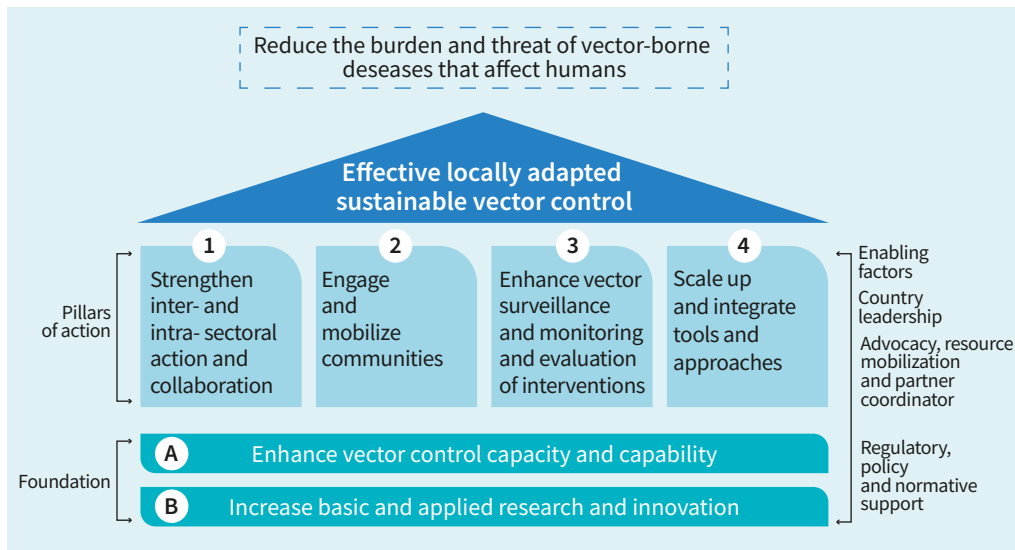 Reduce the burden and threat of vector-borne
deseases that affect humans
Effective locally adapted
sustainable vector control
Pillars
of action
1
Strengthen
inter- and
intra- sectoral
action and
collaboration
2
Engage
and
mobilize
communities
3
Enhance vector
surveillance
and monitoring
and evaluation
of interventions
4
Scale up
and integrate
tools and
approaches
Enabling
factors
Country
leadership
Advocacy, resource
mobilization
and partner
coordinator
Regulatory,
policy
and normative
support
Foundation
A
Enhance vector control capacity and capability
B
Increase basic and applied research and innovation